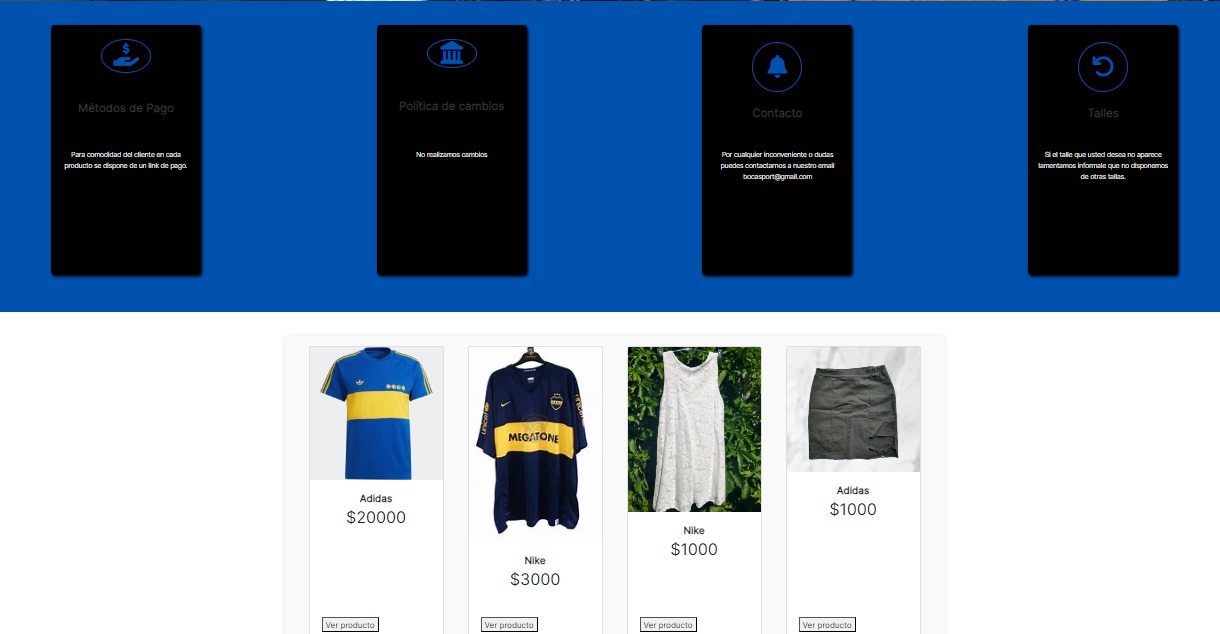 Métodos de Pago
Para comodidad del cliente en cada
producto se dispone de un link de pago.
Política de cambios
No realizamos cambios
Contacto
Por cualquier inconveniente o dudas
puedes contactarnos a nuestro email
bocasport@gmail.com
Talles
Si el talle que usted desea no aparece
lamentamos informale que no disponemos
de otras tallas.
MEGATONE
unicef
Adidas
$20000
Nike
$3000
Nike
$1000
Adidas
$1000
Ver producto
Ver producto
Ver producto
Ver producto